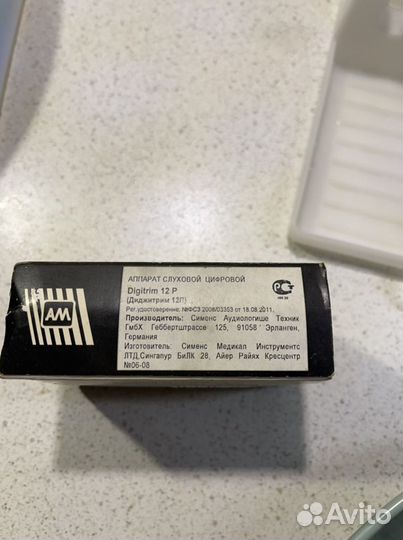 АППАРАТ СЛУХОВОЙ ЦИФРОВОЙ
Digitrim 12 P
(Диджитрим 12П)
Рег.удостоверение. №ФСЗ 2008/03353 от 18.08.2011.
Производитель: Сименс Аудиологише Техник
ГмбХ Геббертштрассе 125, 91058 Эрланген,
Германия
Изготовитель: Сименс Медикал Инструментс
ЛТД,Сингапур БиЛК 28, Айер Райях Кресцентр
№06-08
AM
Avito